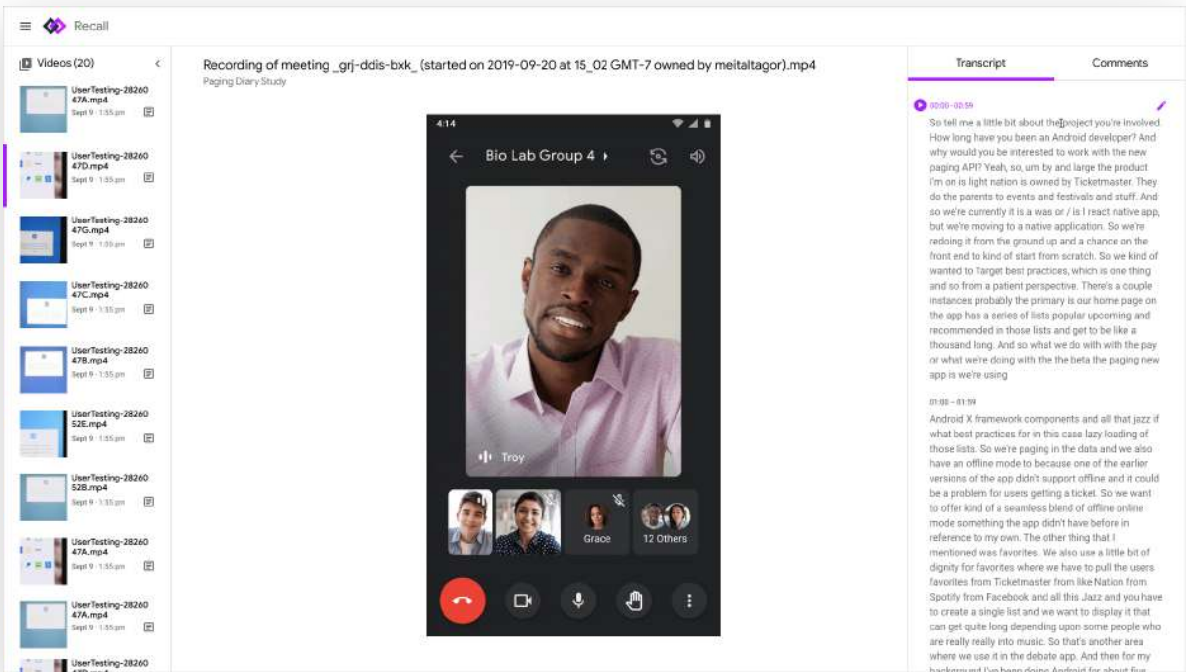 Recall
Videos (20)
UserTesting-28260
47A.mp4
Sept 9 · 1:55 pm
UserTesting-28260
47D.mp4
Sept 9 · 1:55 pm
UserTesting-28260
47G.mp4
Sept 9 · 1:55 pm
UserTesting-28260
47C.mp4
Sept 9 · 1:55 pm
UserTesting-28260
47B.mp4
Sept 9 · 1:55 pm
UserTesting-28260
52E.mp4
Sept 9 · 1:55 pm
UserTesting-28260
52B.mp4
Sept 9 · 1:55 pm
UserTesting-28260
47A.mp4
Sept 9 · 1:55 pm
UserTesting-28260
47A.mp4
Sept 9 · 1:55 pm
UserTesting-28260
Recording of meeting _grj-ddis-bxk_ (started on 2019-09-20 at 15_02 GMT-7 owned by meitaltagor).mp4
Paging Diary Study
4:14
Bio Lab Group 4
Troy
Grace
12 Others
Transcript
Comments
00:00 - 00:59
So tell me a little bit about the project you're involved.
How long have you been an Android developer? And
why would you be interested to work with the new
paging API? Yeah, so, um by and large the product
I'm on is light nation is owned by Ticketmaster. They
do the parents to events and festivals and stuff. And
so we're currently it is a was or / is I react native app,
but we're moving to a native application. So we're
redoing it from the ground up and a chance on the
front end to kind of start from scratch. So we kind of
wanted to Target best practices, which is one thing
and so from a patient perspective. There's a couple
instances probably the primary is our home page on
the app has a series of lists popular upcoming and
recommended in those lists and get to be like a
thousand long. And so what we do with with the pay
or what we're doing with the the beta the paging new
app is we're using
01:00 - 01:59
Android X framework components and all that jazz if
what best practices for in this case lazy loading of
those lists. So we're paging in the data and we also
have an offline mode to because one of the earlier
versions of the app didn't support offline and it could
be a problem for users getting a ticket. So we want
to offer kind of a seamless blend of offline online
mode something the app didn't have before in
reference to my own. The other thing that I
mentioned was favorites. We also use a little bit of
dignity for favorites where we have to pull the users
favorites from Ticketmaster from like Nation from
Spotify from Facebook and all this Jazz and you have
to create a single list and we want to display it that
can get quite long depending upon some people who
are really really into music. So that's another area
where we use it in the debate app. And then for my
background I've been doing Android for about five